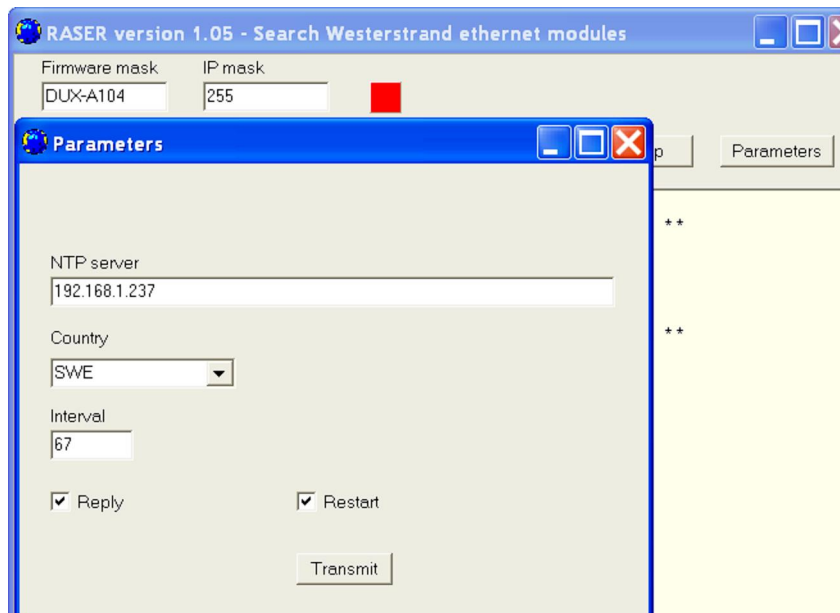 RASER version 1.05 - Search Westerstrand ethernet modules
Firmware mask IP mask
DUX-A104 255
Parameters
p Parameters
* *
NTP server
192.168.1.237
* *
Country
SWE
Interval
67
Reply Restart
Transmit